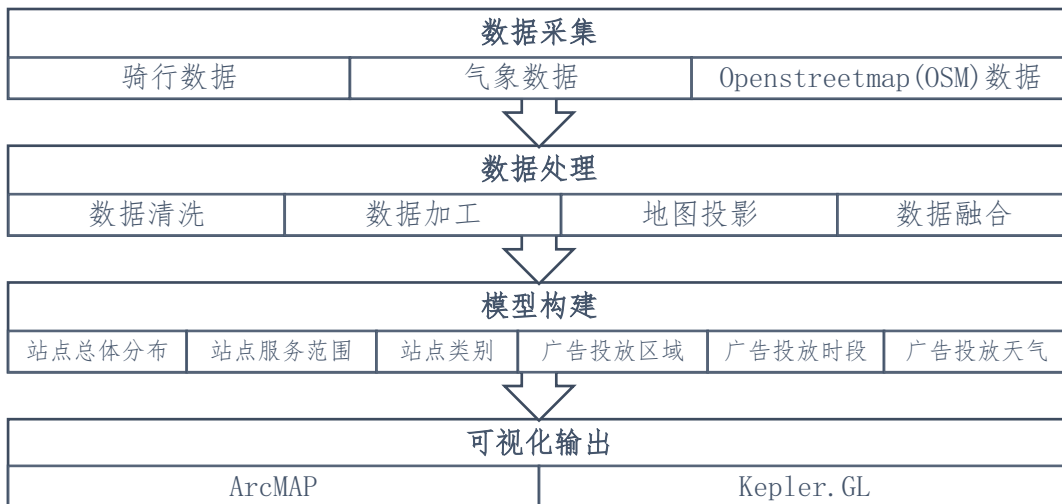 数据采集
骑行数据 气象数据 Openstreetmap(OSM)数据
数据处理
数据清洗 数据加工 地图投影 数据融合
模型构建
站点总体分布 站点服务范围 站点类别 广告投放区域 广告投放时段 广告投放天气
可视化输出
ArcMAP Kepler.GL